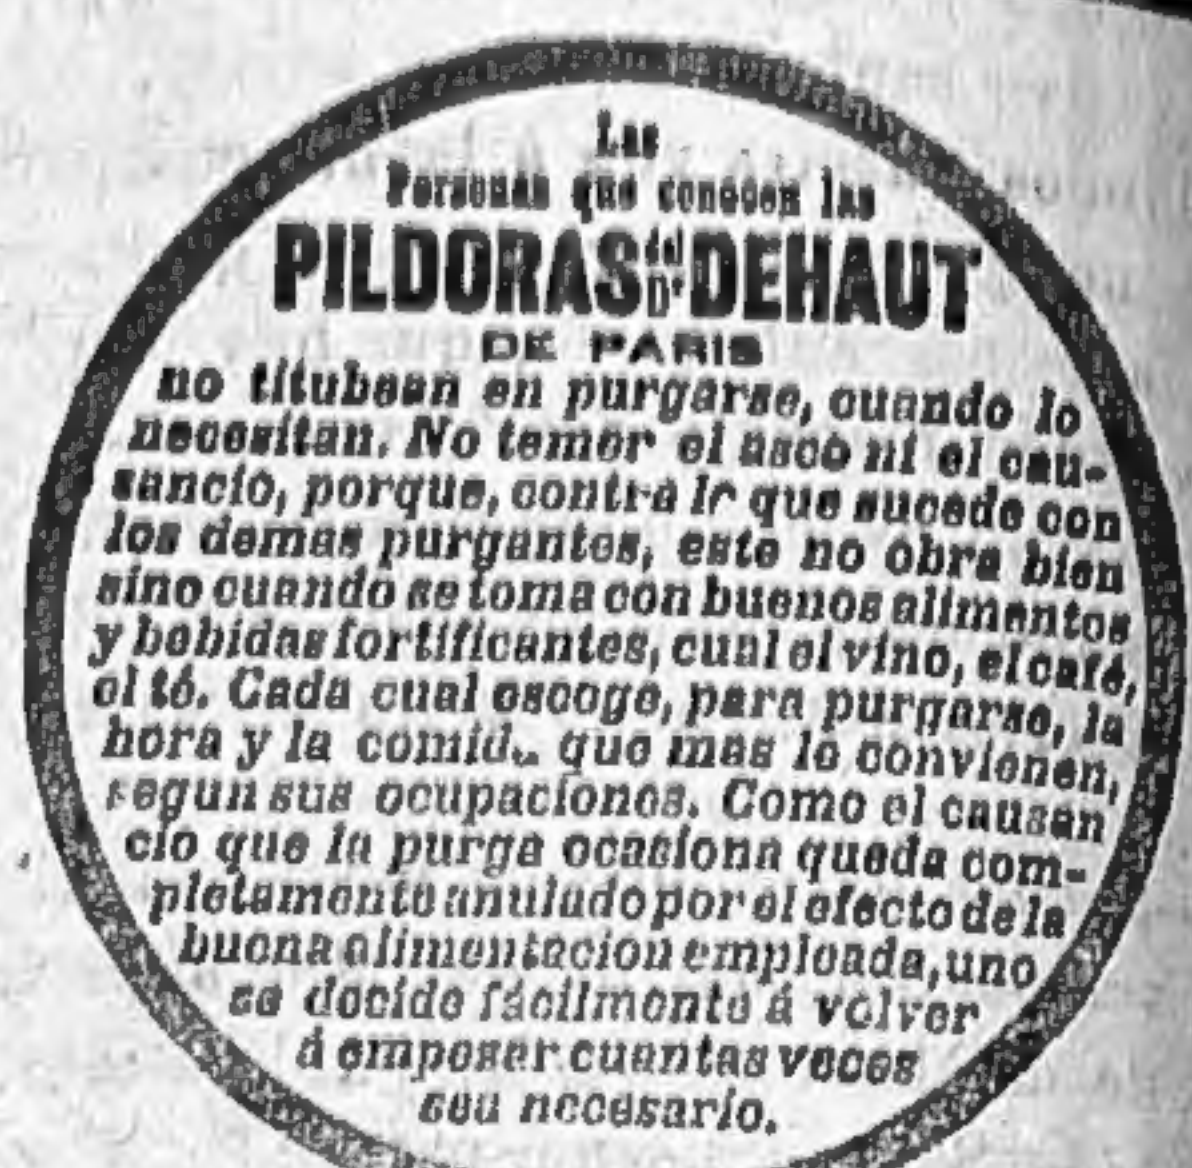 Las
Personas que conocen las
PILDORAS del Dr. DEHAUT
DE PARIS
no titubean en purgarse, cuando lo
necesitan. No temer el asco ni el cau-
sancio, porque, contra lo que sucede con
los demas purgantes, este no obra bien
sino cuando se toma con buenos alimentos
y bebidas fortificantes, cual el vino, el café,
el té. Cada cual escoge, para purgarse, la
hora y la comida que mas le convienen,
segun sus ocupaciones. Como el causan
cio que la purga ocasiona queda com-
pletamente anulado por el efecto de la
buena alimentacion empleada, uno
se decide fácilmente á volver
á empesar cuantas veces
sea necesario.